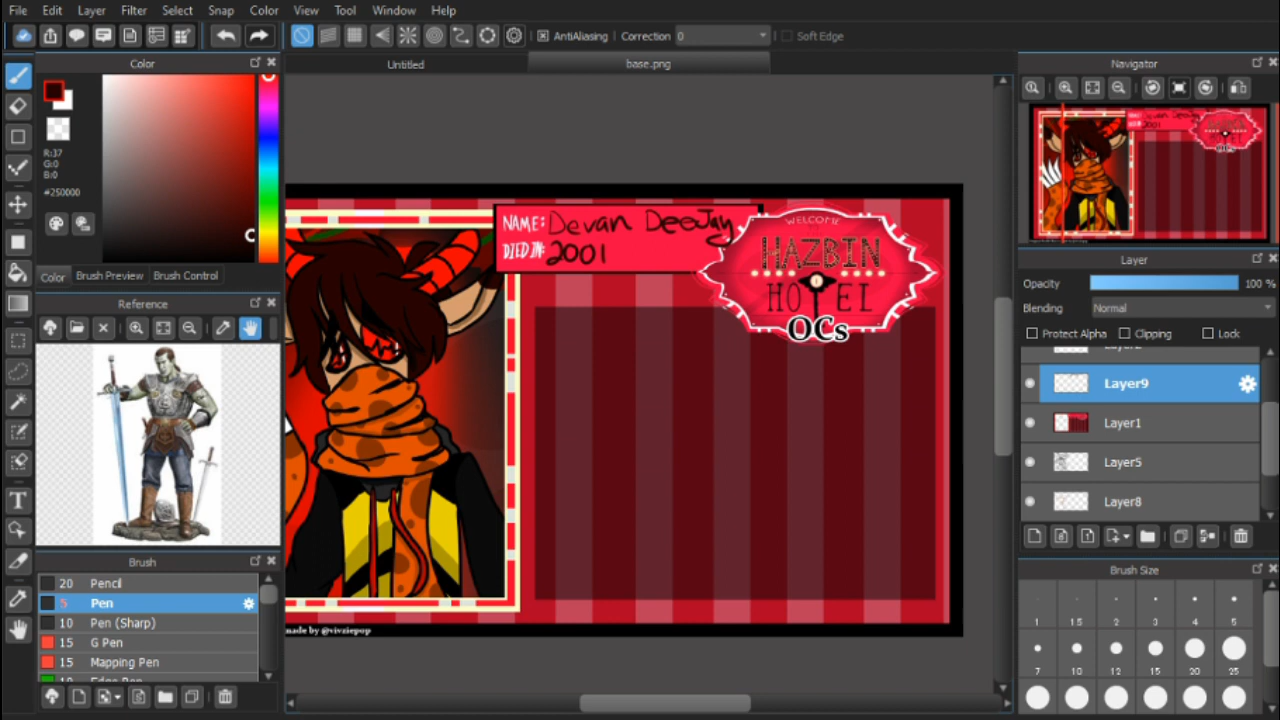 File Edit Layer Filter Select Snap Color View Tool Window Help
AntiAliasing Correction 0 Soft Edge
Color
R:37
G:0
B:0
#250000
Color Brush Preview Brush Control
Reference
Brush
20 Pencil
5 Pen
10 Pen (Sharp)
15 G Pen
15 Mapping Pen
Untitled base.png
NAME: Devan DeeJay
DIED IN: 2001
WELCOME
HAZBIN
HOTEL
OCs
made by @vivziepop
Navigator
Layer
Opacity 100 %
Blending Normal
Protect Alpha Clipping Lock
Layer9
Layer1
Layer5
Layer8
Brush Size
1 1.5 2 3 4 5
7 10 12 15 20 25